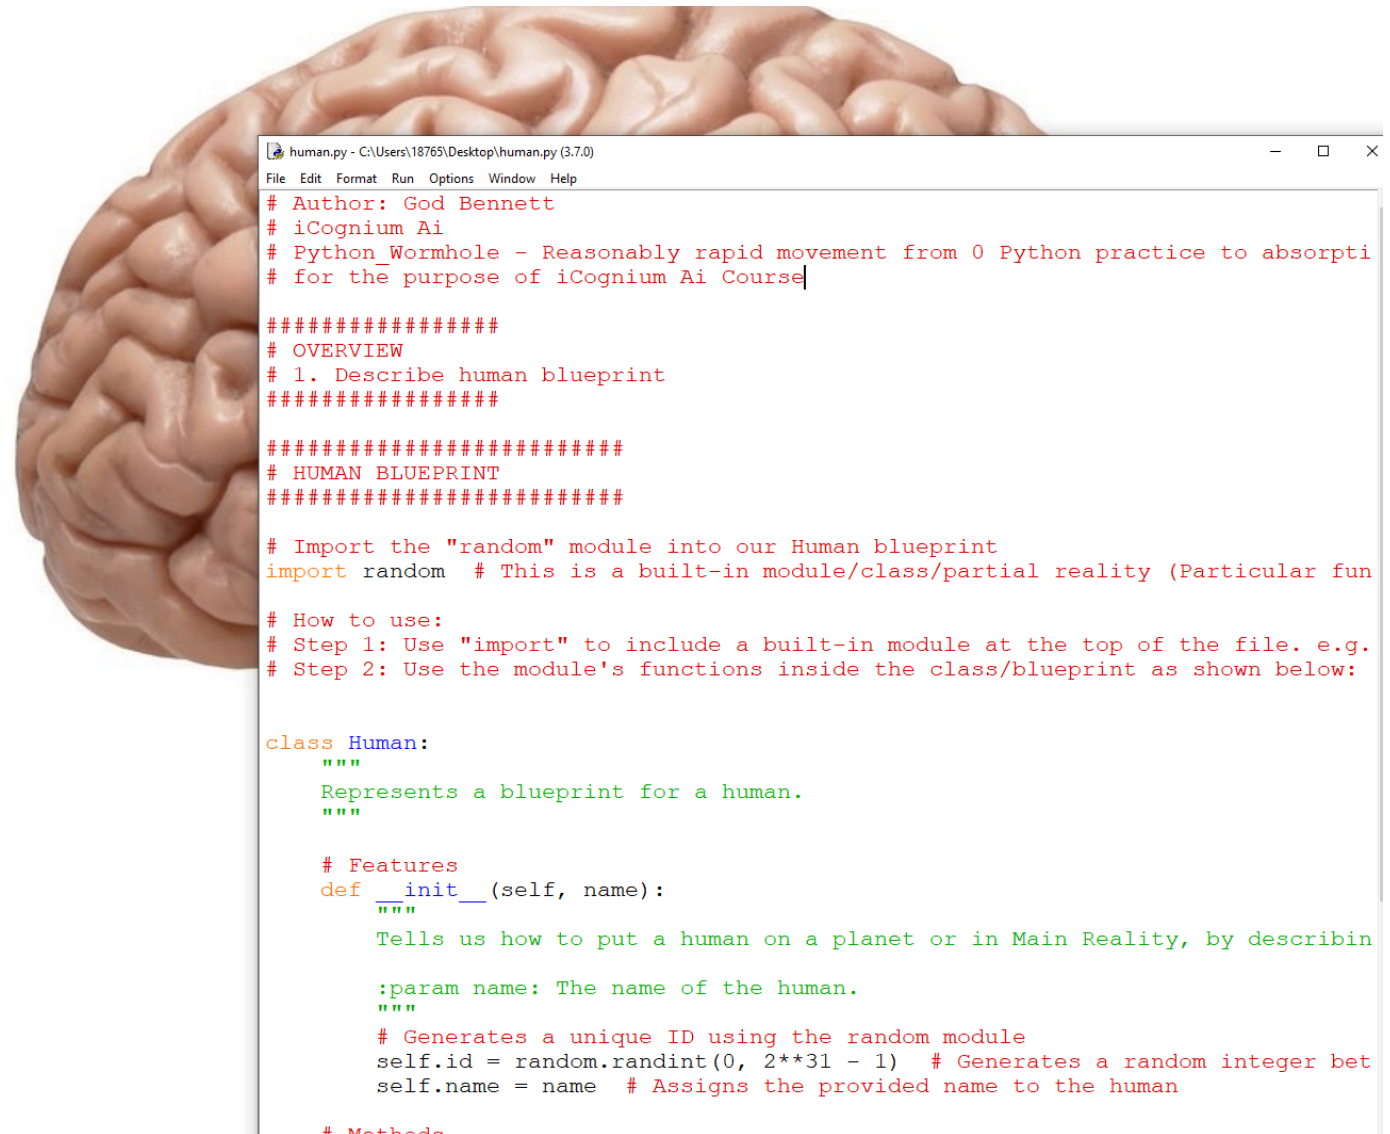 human.py - C:\Users\18765\Desktop\human.py (3.7.0)
File Edit Format Run Options Window Help
# Author: God Bennett
# iCognium Ai
# Python_Wormhole - Reasonably rapid movement from 0 Python practice to absorpti
# for the purpose of iCognium Ai Course
#################
# OVERVIEW
# 1. Describe human blueprint
#################
##########################
# HUMAN BLUEPRINT
##########################
# Import the "random" module into our Human blueprint
import random  # This is a built-in module/class/partial reality (Particular fun
# How to use:
# Step 1: Use "import" to include a built-in module at the top of the file. e.g.
# Step 2: Use the module's functions inside the class/blueprint as shown below:
class Human:
    """
    Represents a blueprint for a human.
    """
    # Features
    def __init__(self, name):
        """
        Tells us how to put a human on a planet or in Main Reality, by describin
        :param name: The name of the human.
        """
        # Generates a unique ID using the random module
        self.id = random.randint(0, 2**31 - 1)  # Generates a random integer bet
        self.name = name  # Assigns the provided name to the human
    # Methods